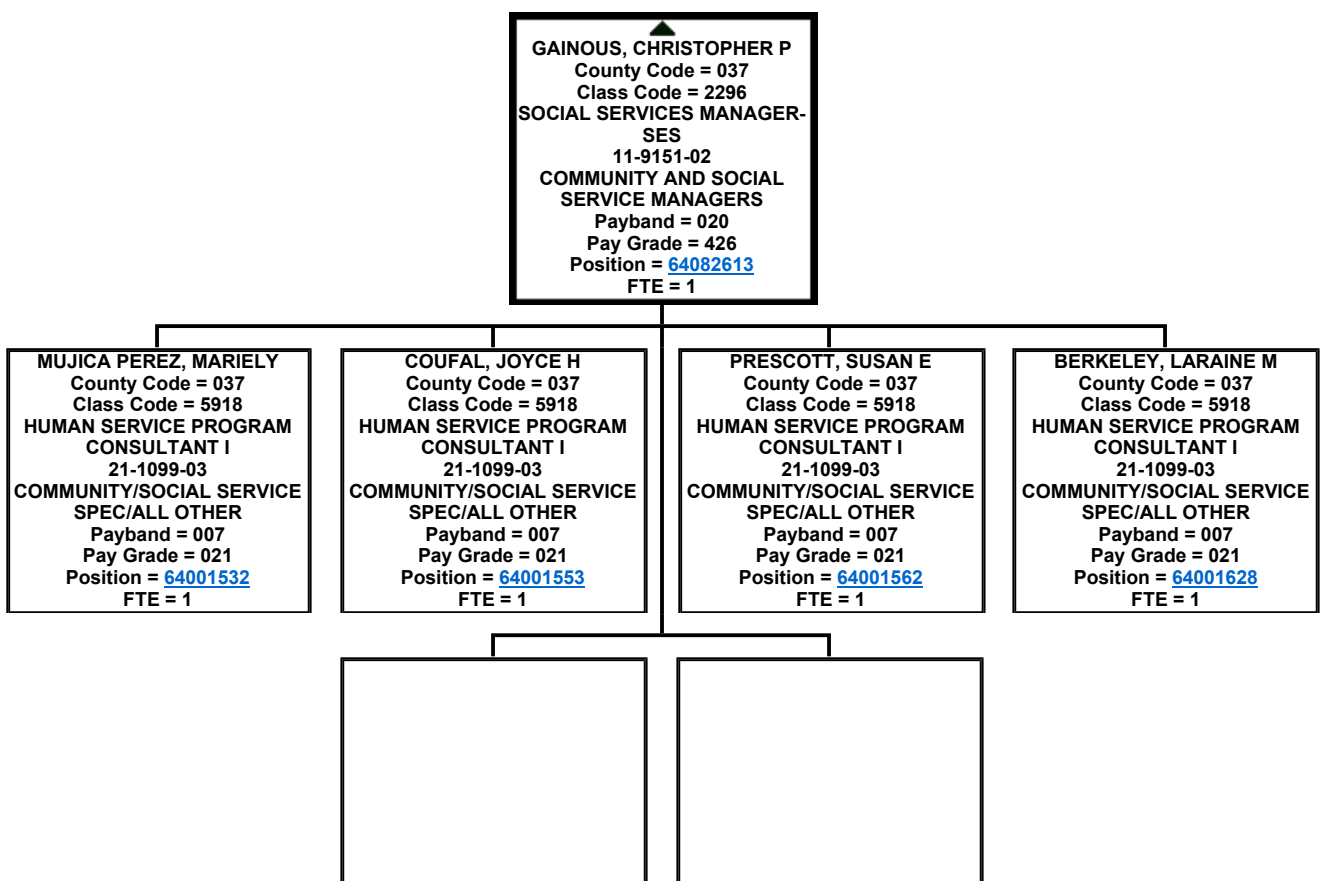 GAINOUS, CHRISTOPHER P
County Code = 037
Class Code = 2296
SOCIAL SERVICES MANAGER-
SES
11-9151-02
COMMUNITY AND SOCIAL
SERVICE MANAGERS
Payband = 020
Pay Grade = 426
Position = 64082613
FTE = 1
MUJICA PEREZ, MARIELY
County Code = 037
Class Code = 5918
HUMAN SERVICE PROGRAM
CONSULTANT I
21-1099-03
COMMUNITY/SOCIAL SERVICE
SPEC/ALL OTHER
Payband = 007
Pay Grade = 021
Position = 64001532
FTE = 1
COUFAL, JOYCE H
County Code = 037
Class Code = 5918
HUMAN SERVICE PROGRAM
CONSULTANT I
21-1099-03
COMMUNITY/SOCIAL SERVICE
SPEC/ALL OTHER
Payband = 007
Pay Grade = 021
Position = 64001553
FTE = 1
PRESCOTT, SUSAN E
County Code = 037
Class Code = 5918
HUMAN SERVICE PROGRAM
CONSULTANT I
21-1099-03
COMMUNITY/SOCIAL SERVICE
SPEC/ALL OTHER
Payband = 007
Pay Grade = 021
Position = 64001562
FTE = 1
BERKELEY, LARAINE M
County Code = 037
Class Code = 5918
HUMAN SERVICE PROGRAM
CONSULTANT I
21-1099-03
COMMUNITY/SOCIAL SERVICE
SPEC/ALL OTHER
Payband = 007
Pay Grade = 021
Position = 64001628
FTE = 1